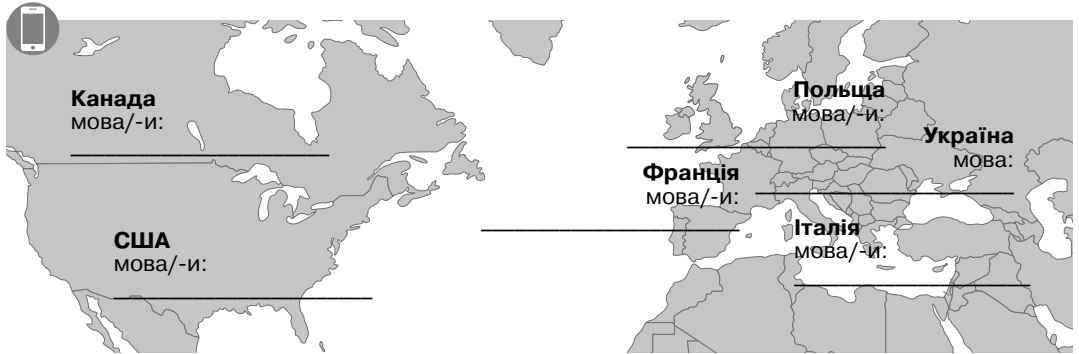 Канада
мова/-и:
США
мова/-и:
Польща
мова/-и:
Україна
мова:
Франція
мова/-и:
Італія
мова/-и: